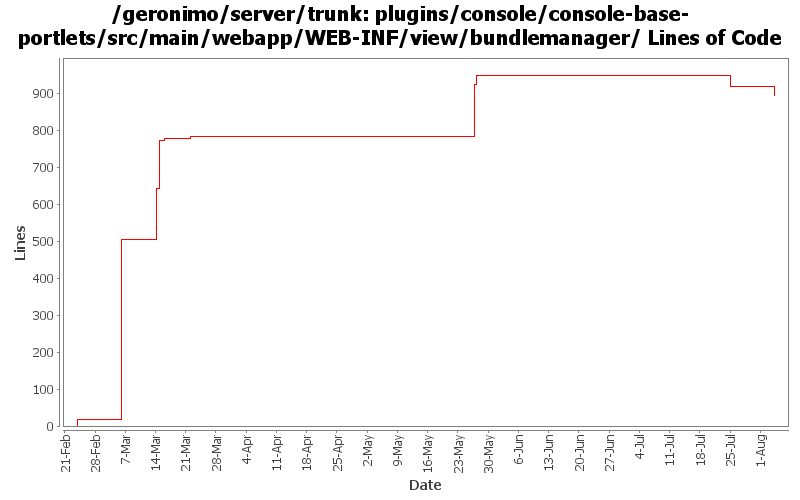 /geronimo/server/trunk: plugins/console/console-base-
portlets/src/main/webapp/WEB-INF/view/bundlemanager/ Lines of Code
Lines
900
800
700
600
500
400
300
200
100
0
21-Feb
28-Feb
7-Mar
14-Mar
21-Mar
28-Mar
4-Apr
11-Apr
18-Apr
25-Apr
2-May
9-May
16-May
23-May
30-May
6-Jun
13-Jun
20-Jun
27-Jun
4-Jul
11-Jul
18-Jul
25-Jul
1-Aug
Date